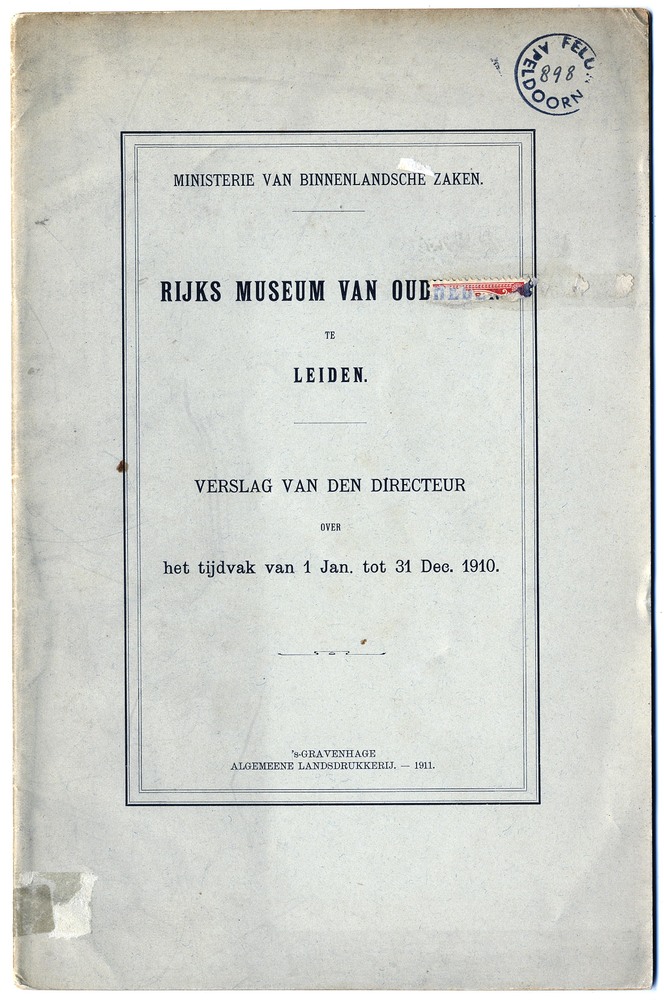 APELDOORN
898
MINISTERIE VAN BINNENLANDSCHE ZAKEN.
RIJKS MUSEUM VAN OUD
TE
LEIDEN.
VERSLAG VAN DEN DIRECTEUR
OVER
het tijdvak van 1 Jan. tot 31 Dec. 1910.
's-GRAVENHAGE
ALGEMEENE LANDSDRUKKERIJ. — 1911.